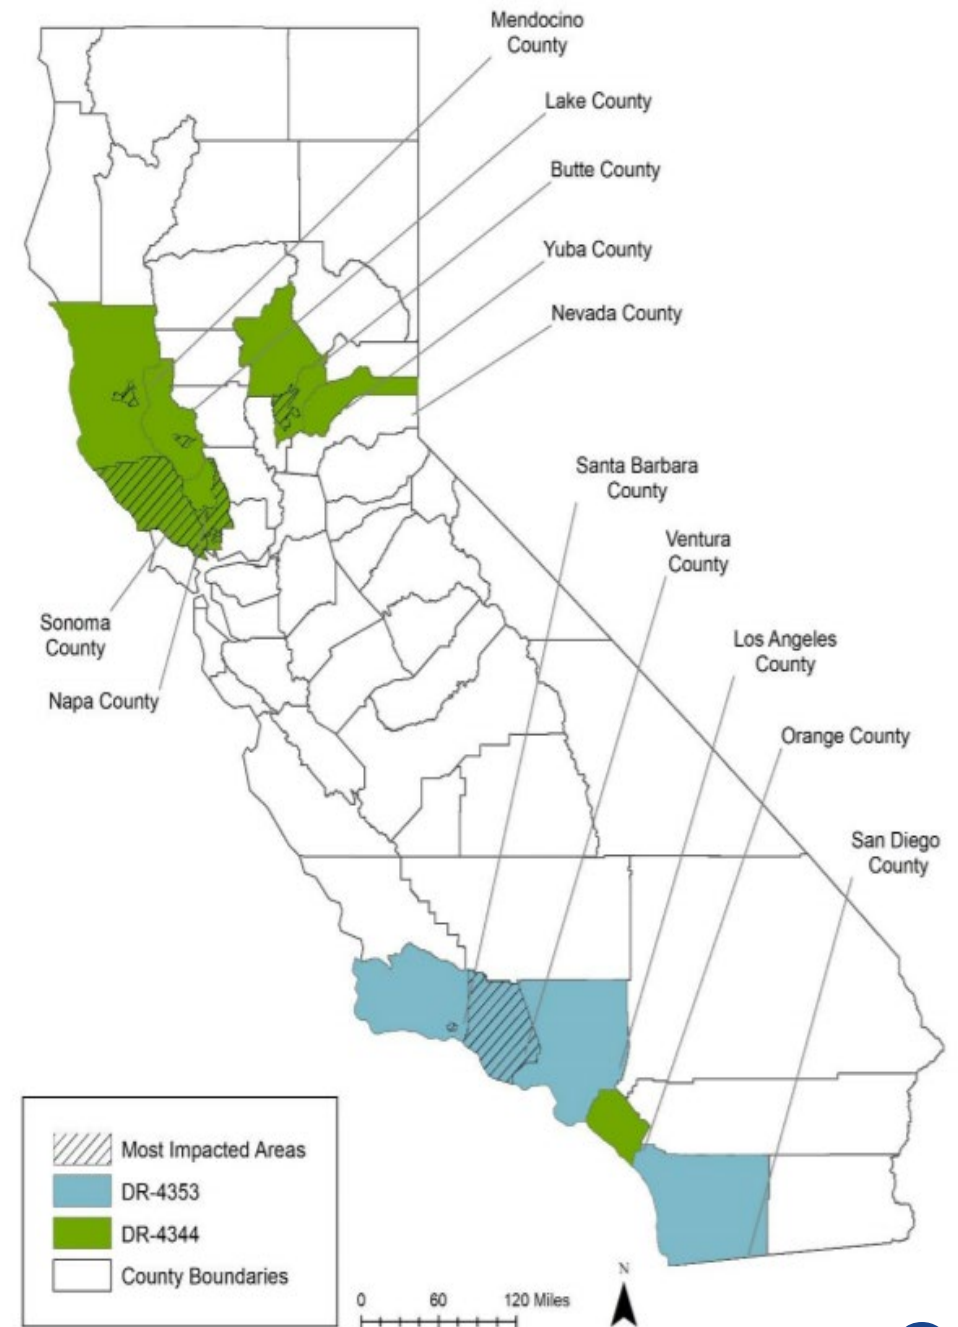 Mendocino
County
Lake County
Butte County
Yuba County
Nevada County
Santa Barbara
County
Ventura
County
Sonoma
County
Los Angeles
County
Napa County
Orange County
San Diego
County
Most Impacted Areas
DR-4353
DR-4344
County Boundaries
N
0 60 120 Miles